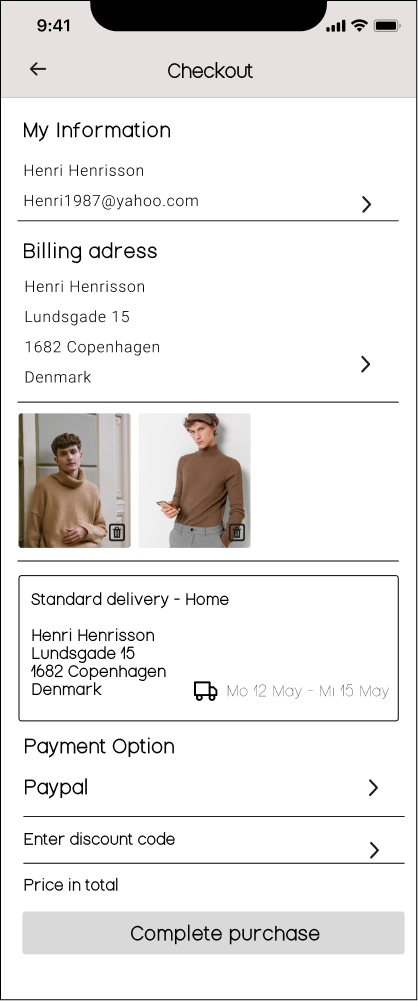 9:41
Checkout
My Information
Henri Henrisson
Henri1987@yahoo.com
Billing adress
Henri Henrisson
Lundsgade 15
1682 Copenhagen
Denmark
Standard delivery - Home
Henri Henrisson
Lundsgade 15
1682 Copenhagen
Denmark
Mo 12 May - Mi 15 May
Payment Option
Paypal
Enter discount code
Price in total
Complete purchase